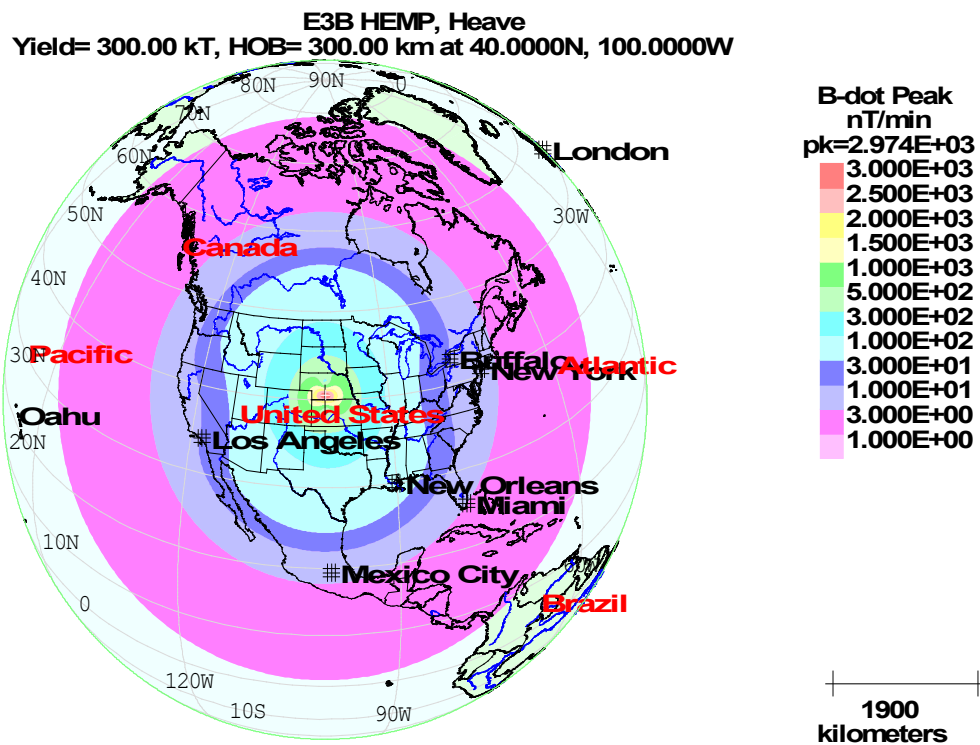 E3B HEMP, Heave
Yield= 300.00 kT, HOB= 300.00 km at 40.0000N, 100.0000W
80N
90N
0
70N
60N
50N
40N
30N
20N
10N
0
30W
120W
10S
90W
London
Canada
Pacific
Buffalo
Atlantic
New York
Oahu
United States
Los Angeles
New Orleans
Miami
Mexico City
Brazil
B-dot Peak
nT/min
pk=2.974E+03
3.000E+03
2.500E+03
2.000E+03
1.500E+03
1.000E+03
5.000E+02
3.000E+02
1.000E+02
3.000E+01
1.000E+01
3.000E+00
1.000E+00
1900
kilometers